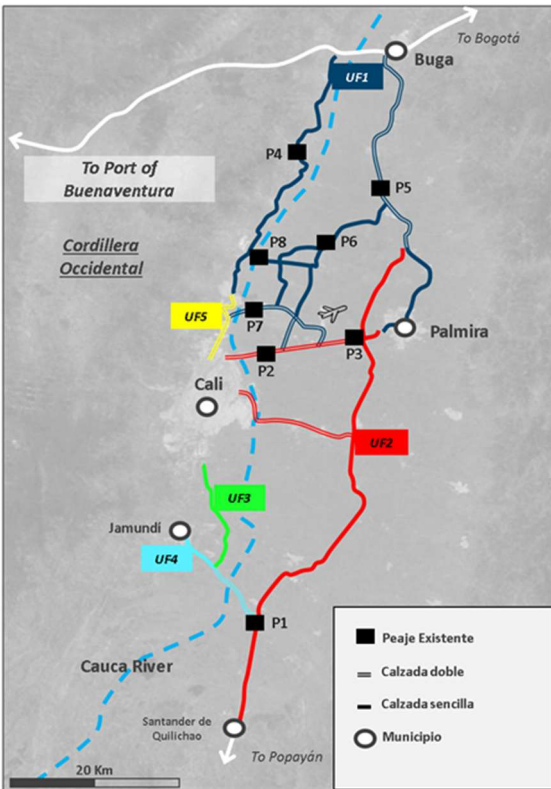 To Bogotá
Buga
UF1
To Port of
Buenaventura
P4
P5
Cordillera
Occidental
P8
P6
UF5
P7
P3
Palmira
P2
Cali
UF2
UF3
Jamundí
UF4
P1
Peaje Existente
Cauca River
Calzada doble
Calzada sencilla
Santander de
Quilichao
Municipio
To Popayán
20 Km